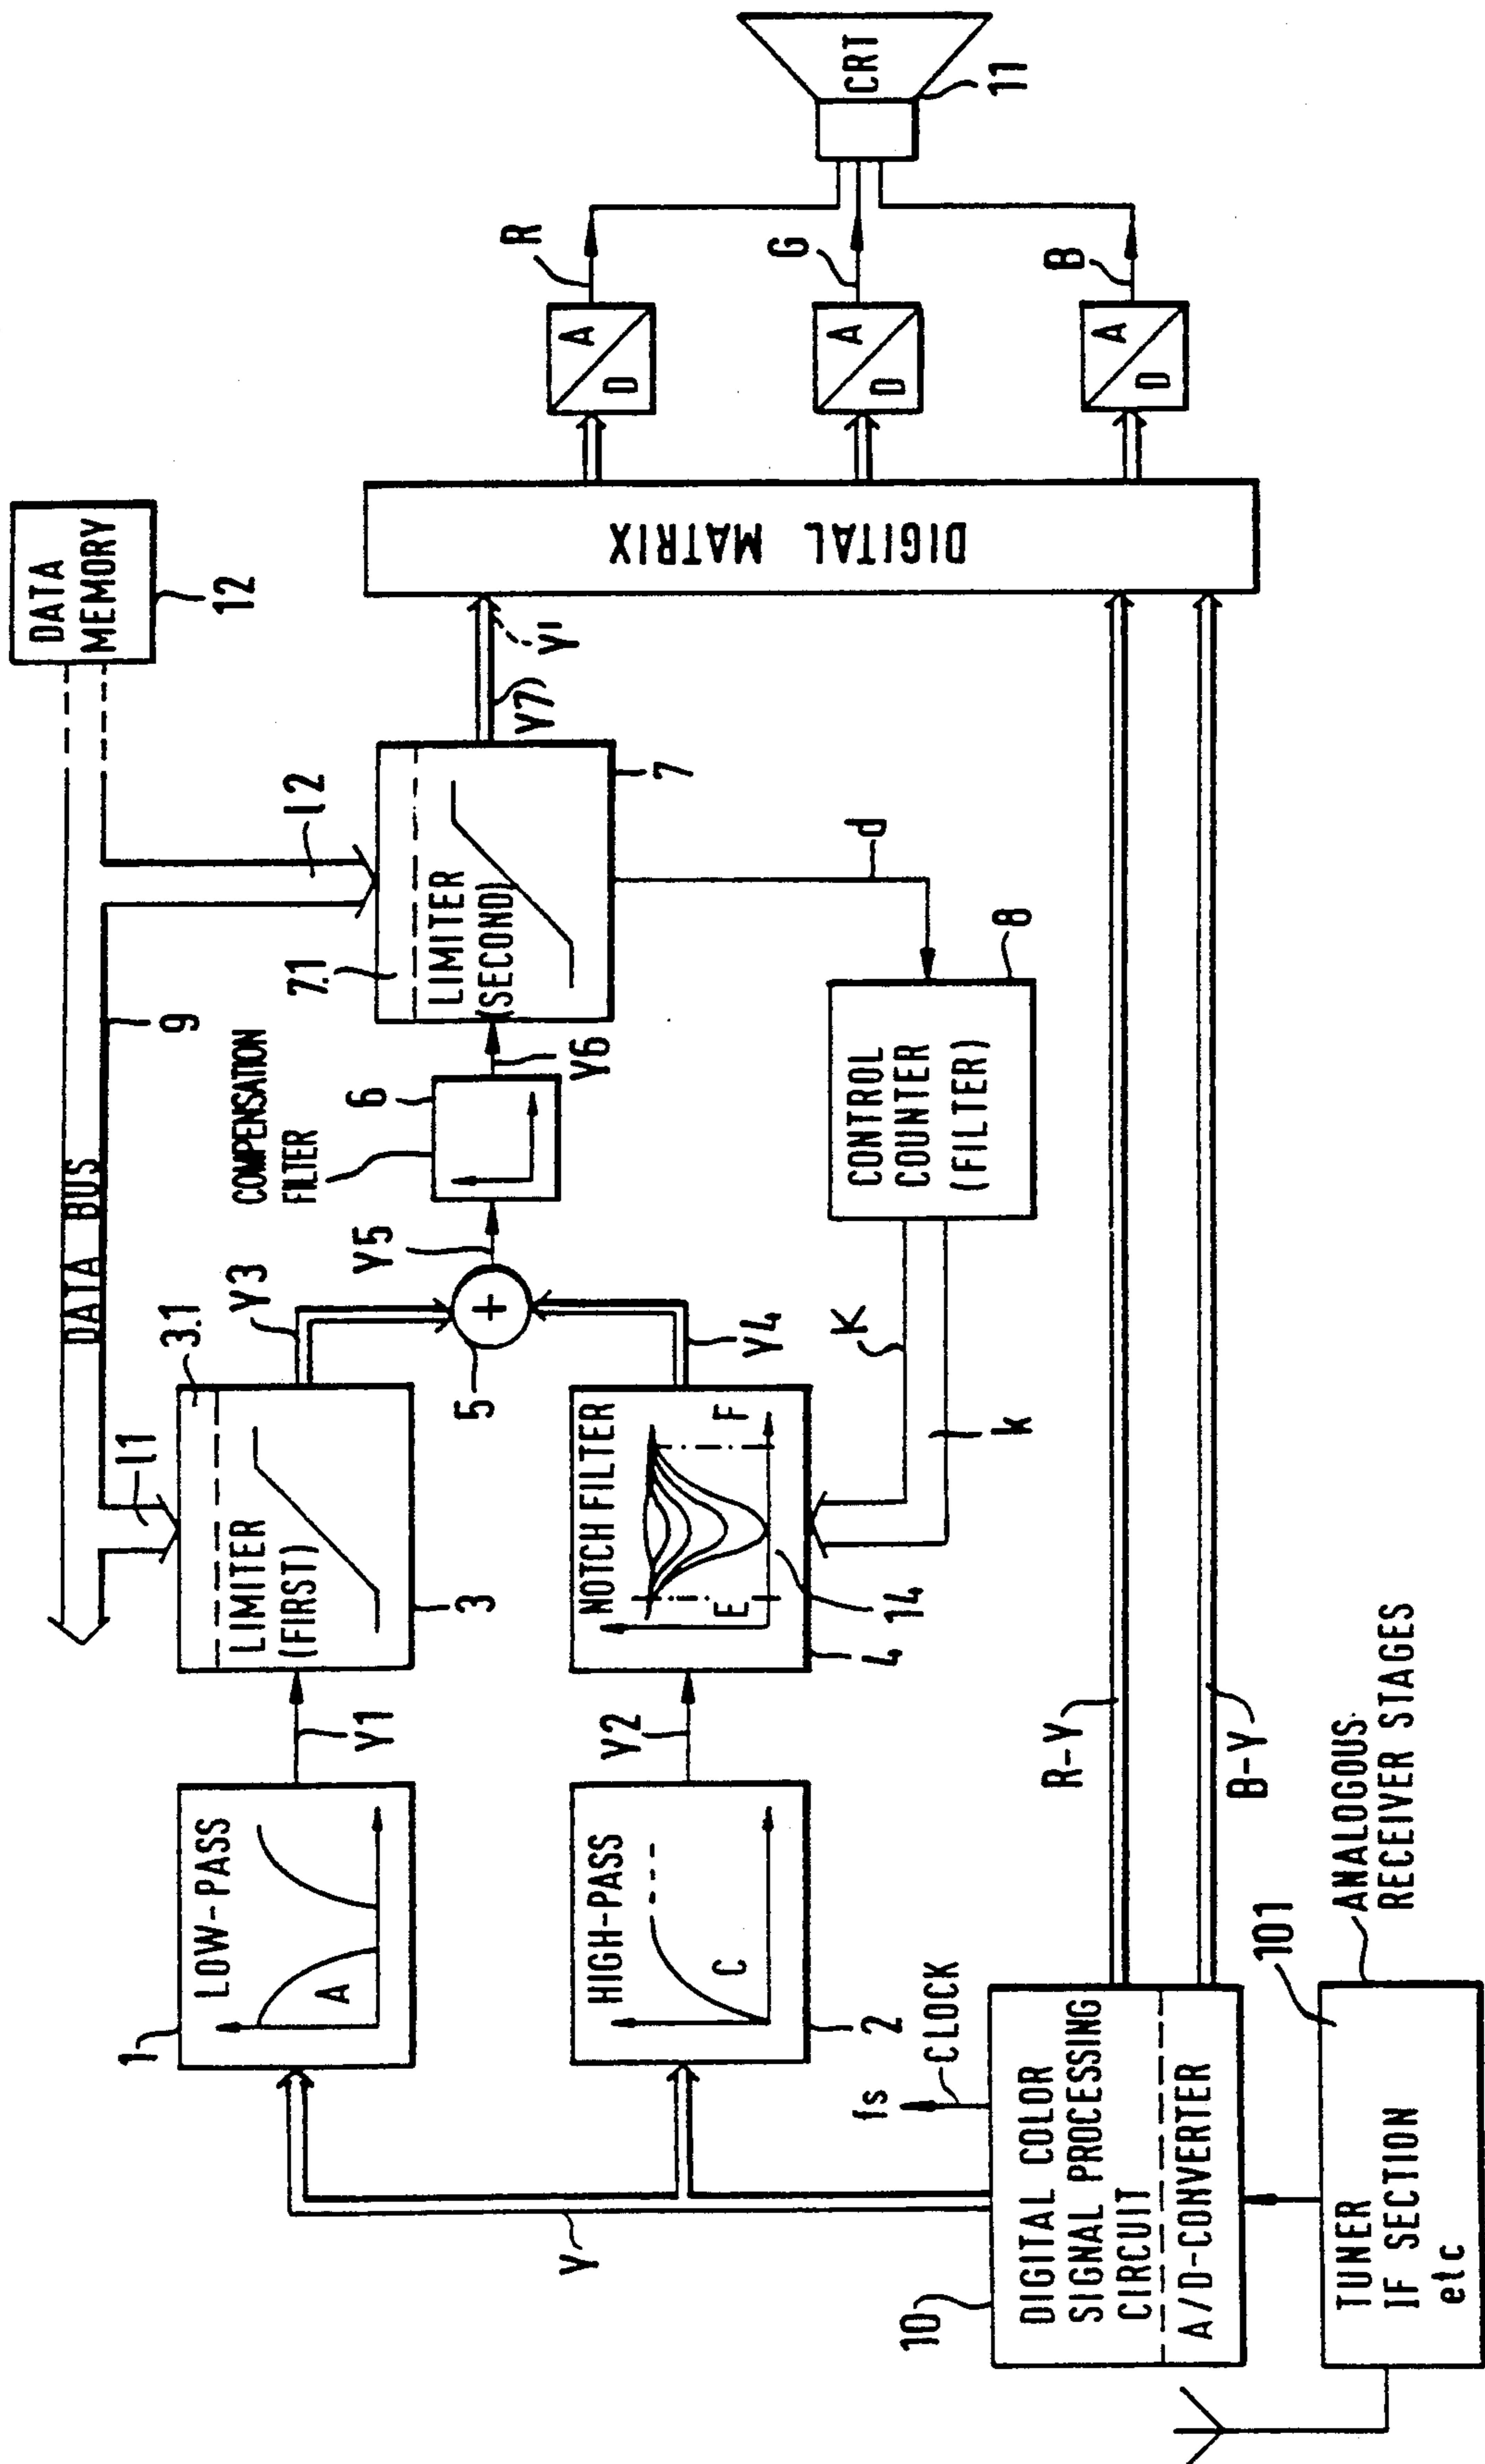 DATA
MEMORY
12
DATA BUS
9
l1
l2
1
LOW-PASS
A
y1
3.1
LIMITER
(FIRST)
3
y3
COMPENSATION
FILTER
6
7.1
LIMITER
(SECOND)
7
y7
y'
HIGH-PASS
C
2
y2
NOTCH FILTER
E
F
14
4
y4
5
+
y5
y6
d
K
k
CONTROL
COUNTER
(FILTER)
8
DIGITAL MATRIX
A
D
R
A
D
G
A
D
B
CRT
11
y
fs
CLOCK
10
DIGITAL COLOR
SIGNAL PROCESSING
CIRCUIT
A/D-CONVERTER
R-Y
B-Y
101
ANALOGOUS
RECEIVER STAGES
TUNER
IF SECTION
etc